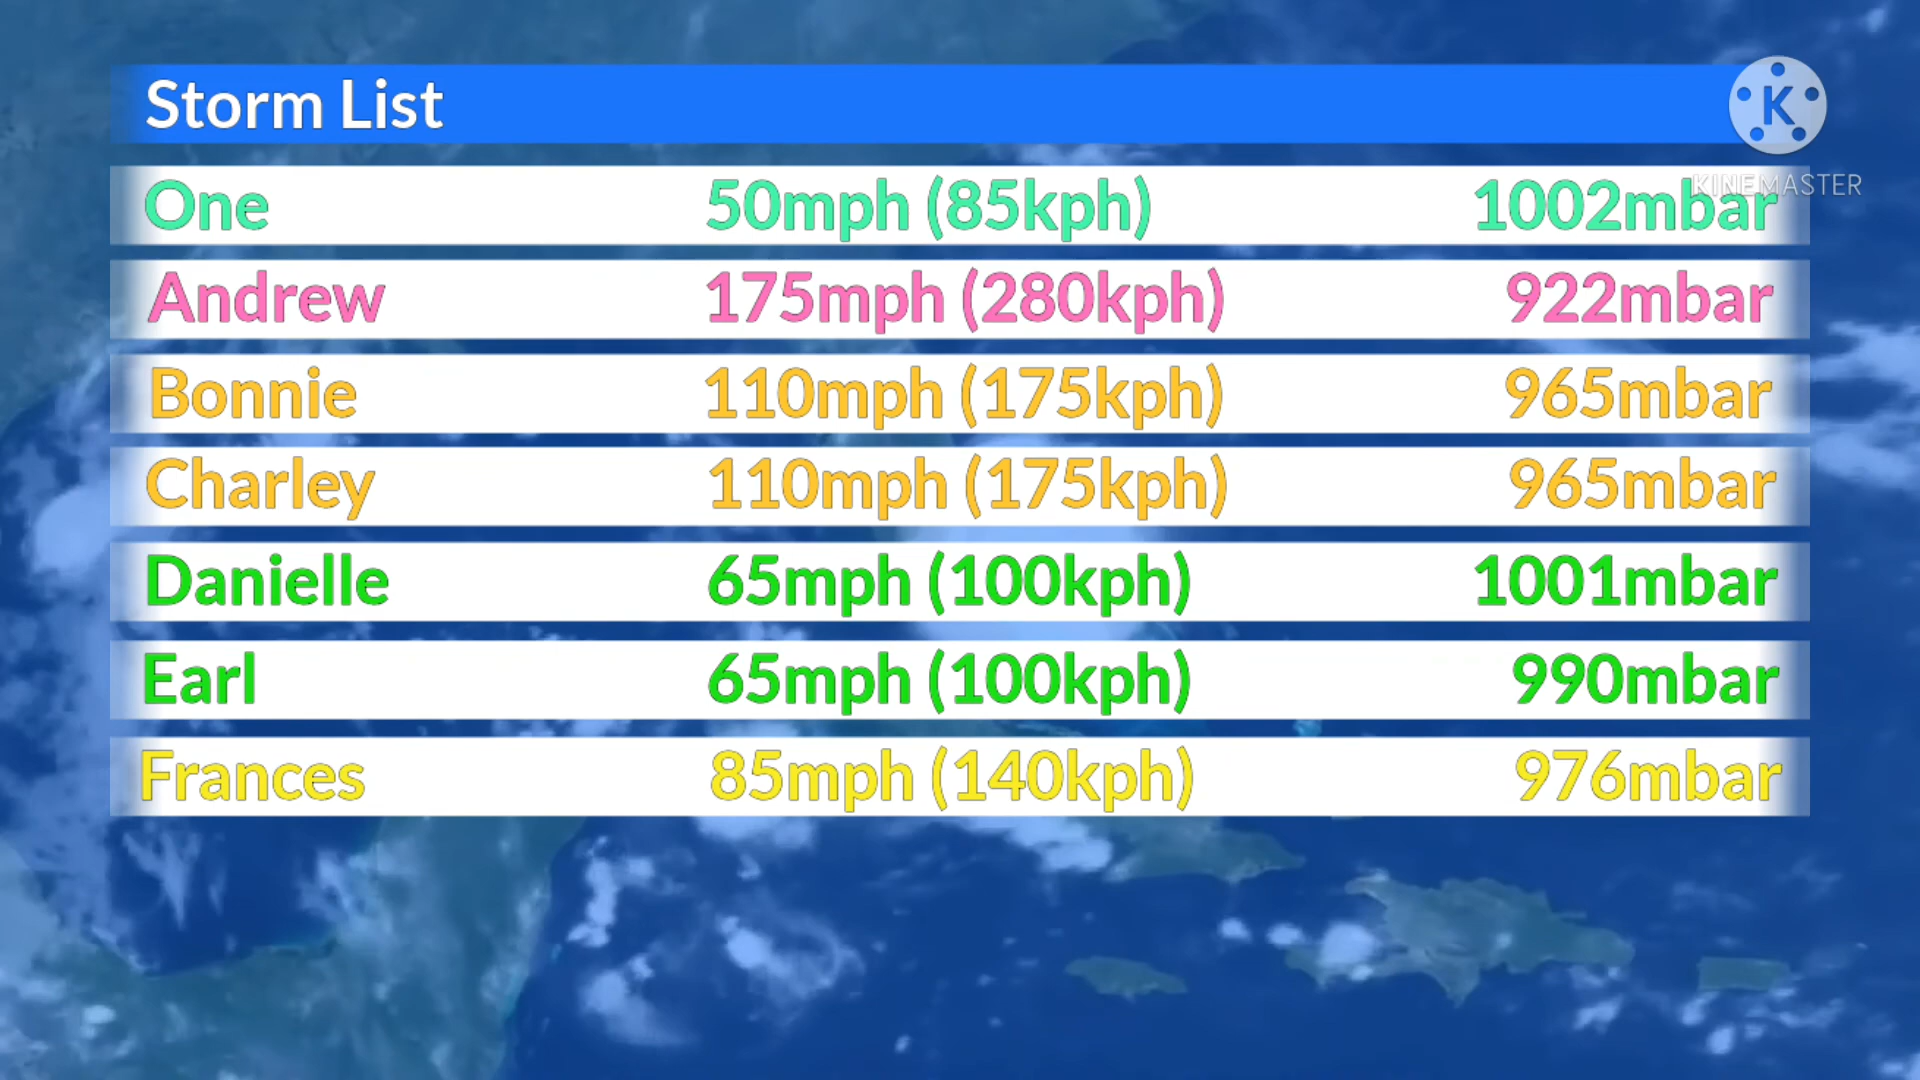 Storm List
K
KINEMASTER
One 50mph (85kph) 1002mbar
Andrew 175mph (280kph) 922mbar
Bonnie 110mph (175kph) 965mbar
Charley 110mph (175kph) 965mbar
Danielle 65mph (100kph) 1001mbar
Earl 65mph (100kph) 990mbar
Frances 85mph (140kph) 976mbar